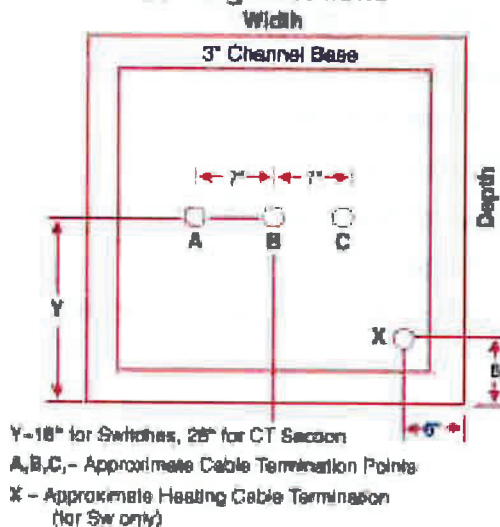 Width
3" Channel Base
7" 7"
Depth
A B C
Y
X
6"
Y-18" for Switches, 28" for CT Section
A,B,C,- Approximate Cable Termination Points
X - Approximate Heating Cable Termination
(for Sw only)